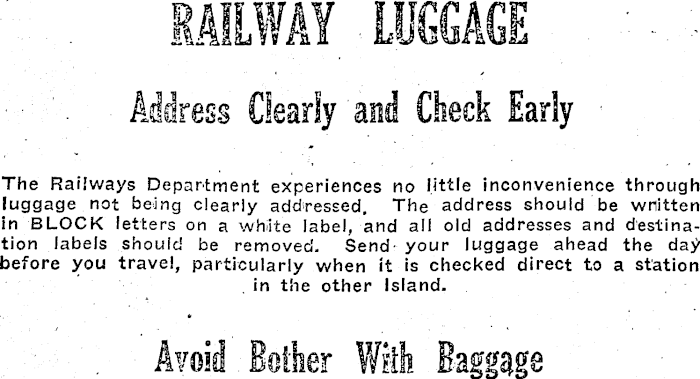 RAILWAY LUGGAGE
Address Clearly and Check Early
The Railways Department experiences no little inconvenience through
luggage not being clearly addressed. The address should be written
in BLOCK letters on a white label, and all old addresses and destina-
tion labels should be removed. Send your luggage ahead the day
before you travel, particularly when it is checked direct to a station
in the other Island.
Avoid Bother With Baggage